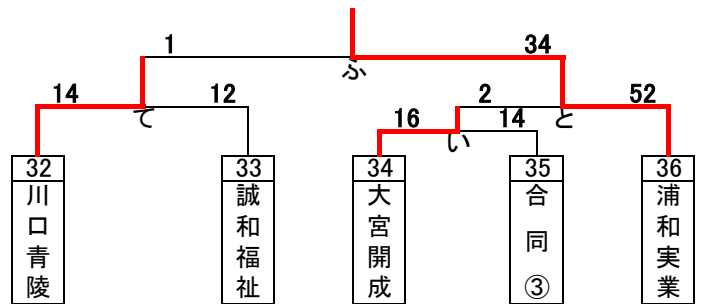 1 34
ふ
14 12 2 52
て と
16 14
い
32 33 34 35 36
川口青陵
誠和福祉
大宮開成
合同③
浦和実業